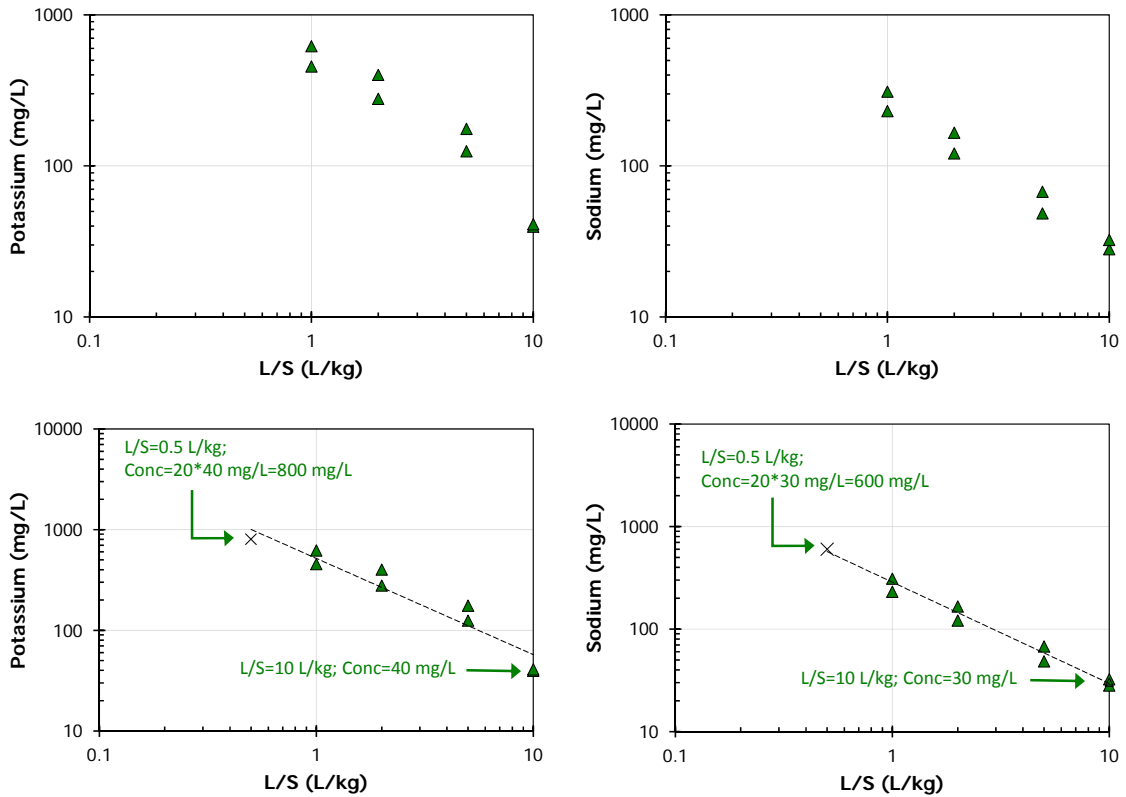 1000
100
10
0.1
1
10
Potassium (mg/L)
L/S (L/kg)
1000
100
10
0.1
1
10
Sodium (mg/L)
L/S (L/kg)
10000
1000
100
10
0.1
1
10
Potassium (mg/L)
L/S (L/kg)
L/S=0.5 L/kg;
Conc=20*40 mg/L=800 mg/L
L/S=10 L/kg; Conc=40 mg/L
10000
1000
100
10
0.1
1
10
Sodium (mg/L)
L/S (L/kg)
L/S=0.5 L/kg;
Conc=20*30 mg/L=600 mg/L
L/S=10 L/kg; Conc=30 mg/L